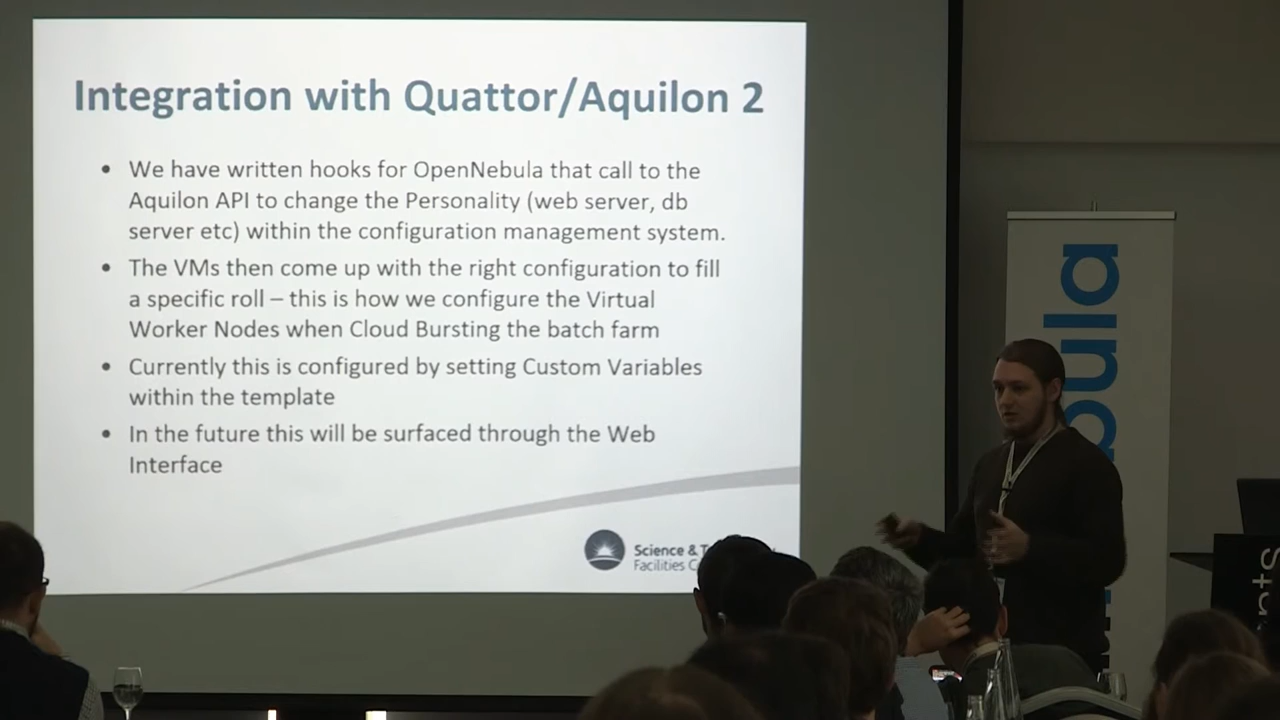 Integration with Quattor/Aquilon 2
• We have written hooks for OpenNebula that call to the
Aquilon API to change the Personality (web server, db
server etc) within the configuration management system.
• The VMs then come up with the right configuration to fill
a specific roll – this is how we configure the Virtual
Worker Nodes when Cloud Bursting the batch farm
• Currently this is configured by setting Custom Variables
within the template
• In the future this will be surfaced through the Web
Interface
Science &
Facilities
bula